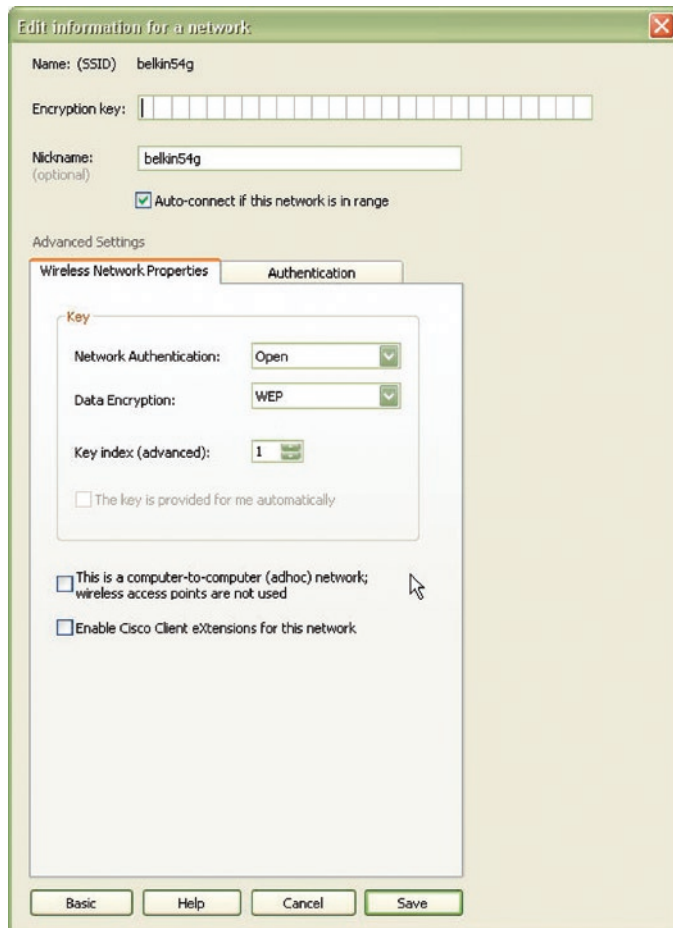 Edit information for a network
Name: (SSID) belkin54g
Encryption key:
Nickname: belkin54g
(optional)
Auto-connect if this network is in range
Advanced Settings
Wireless Network Properties Authentication
Key
Network Authentication: Open
Data Encryption: WEP
Key index (advanced): 1
The key is provided for me automatically
This is a computer-to-computer (adhoc) network;
wireless access points are not used
Enable Cisco Client eXtensions for this network
Basic Help Cancel Save